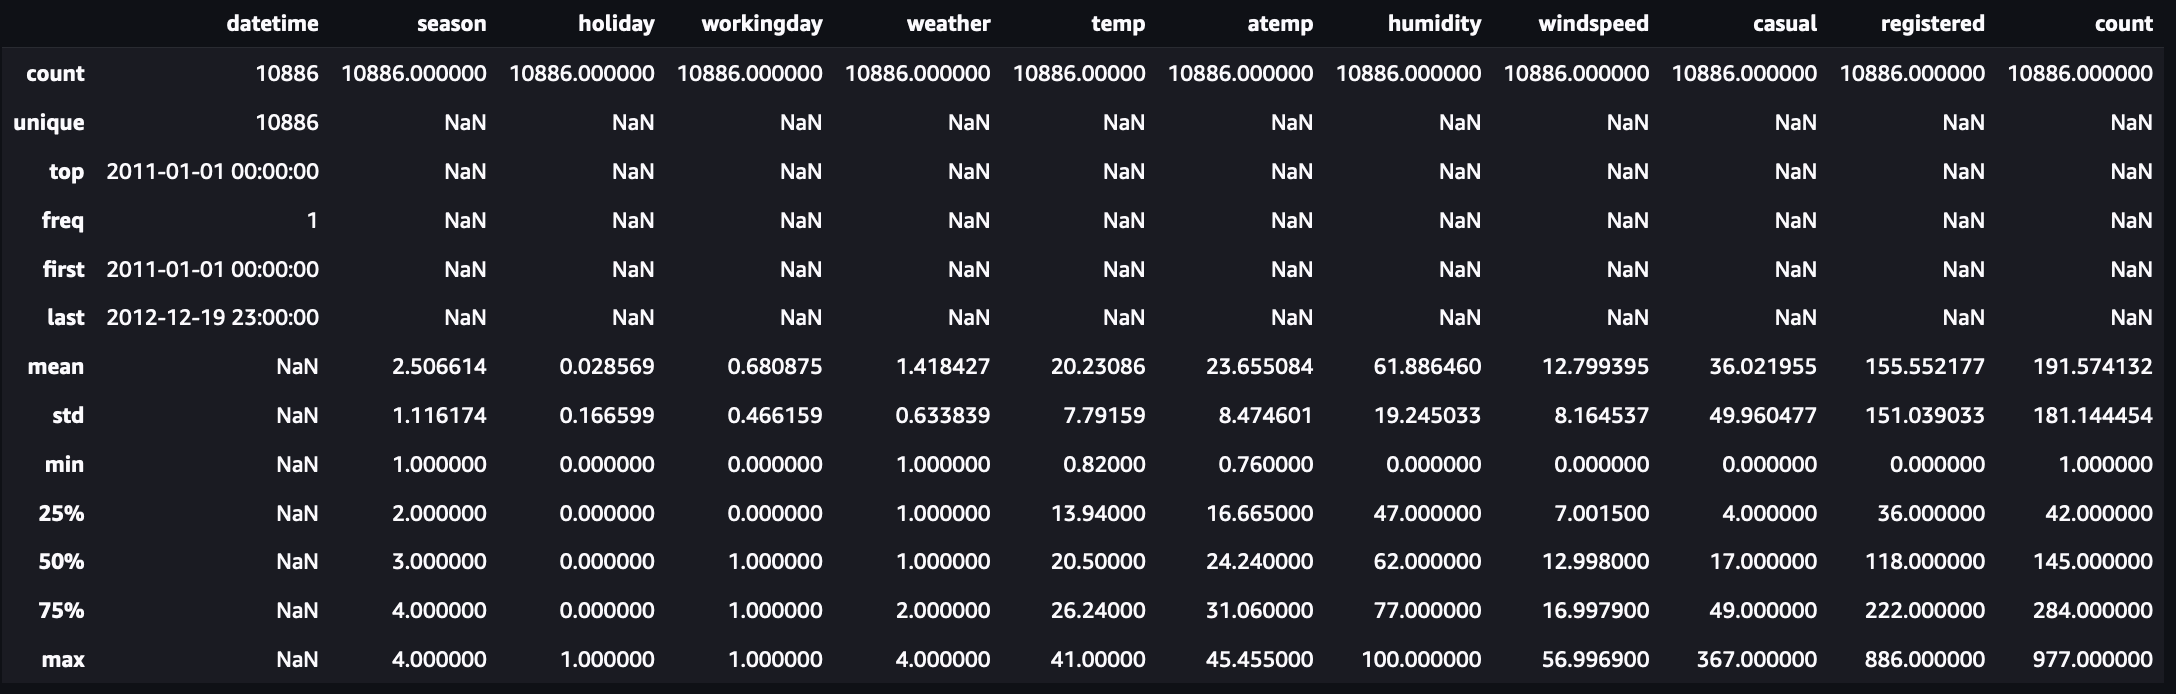 datetime season holiday workingday weather temp atemp humidity windspeed casual registered count
count 10886 10886.000000 10886.000000 10886.000000 10886.000000 10886.00000 10886.000000 10886.000000 10886.000000 10886.000000 10886.000000 10886.000000
unique 10886 NaN NaN NaN NaN NaN NaN NaN NaN NaN NaN NaN
top 2011-01-01 00:00:00 NaN NaN NaN NaN NaN NaN NaN NaN NaN NaN NaN
freq 1 NaN NaN NaN NaN NaN NaN NaN NaN NaN NaN NaN
first 2011-01-01 00:00:00 NaN NaN NaN NaN NaN NaN NaN NaN NaN NaN NaN
last 2012-12-19 23:00:00 NaN NaN NaN NaN NaN NaN NaN NaN NaN NaN NaN
mean NaN 2.506614 0.028569 0.680875 1.418427 20.23086 23.655084 61.886460 12.799395 36.021955 155.552177 191.574132
std NaN 1.116174 0.166599 0.466159 0.633839 7.79159 8.474601 19.245033 8.164537 49.960477 151.039033 181.144454
min NaN 1.000000 0.000000 0.000000 1.000000 0.82000 0.760000 0.000000 0.000000 0.000000 0.000000 1.000000
25% NaN 2.000000 0.000000 0.000000 1.000000 13.94000 16.665000 47.000000 7.001500 4.000000 36.000000 42.000000
50% NaN 3.000000 0.000000 1.000000 1.000000 20.50000 24.240000 62.000000 12.998000 17.000000 118.000000 145.000000
75% NaN 4.000000 0.000000 1.000000 2.000000 26.24000 31.060000 77.000000 16.997900 49.000000 222.000000 284.000000
max NaN 4.000000 1.000000 1.000000 4.000000 41.00000 45.455000 100.000000 56.996900 367.000000 886.000000 977.000000